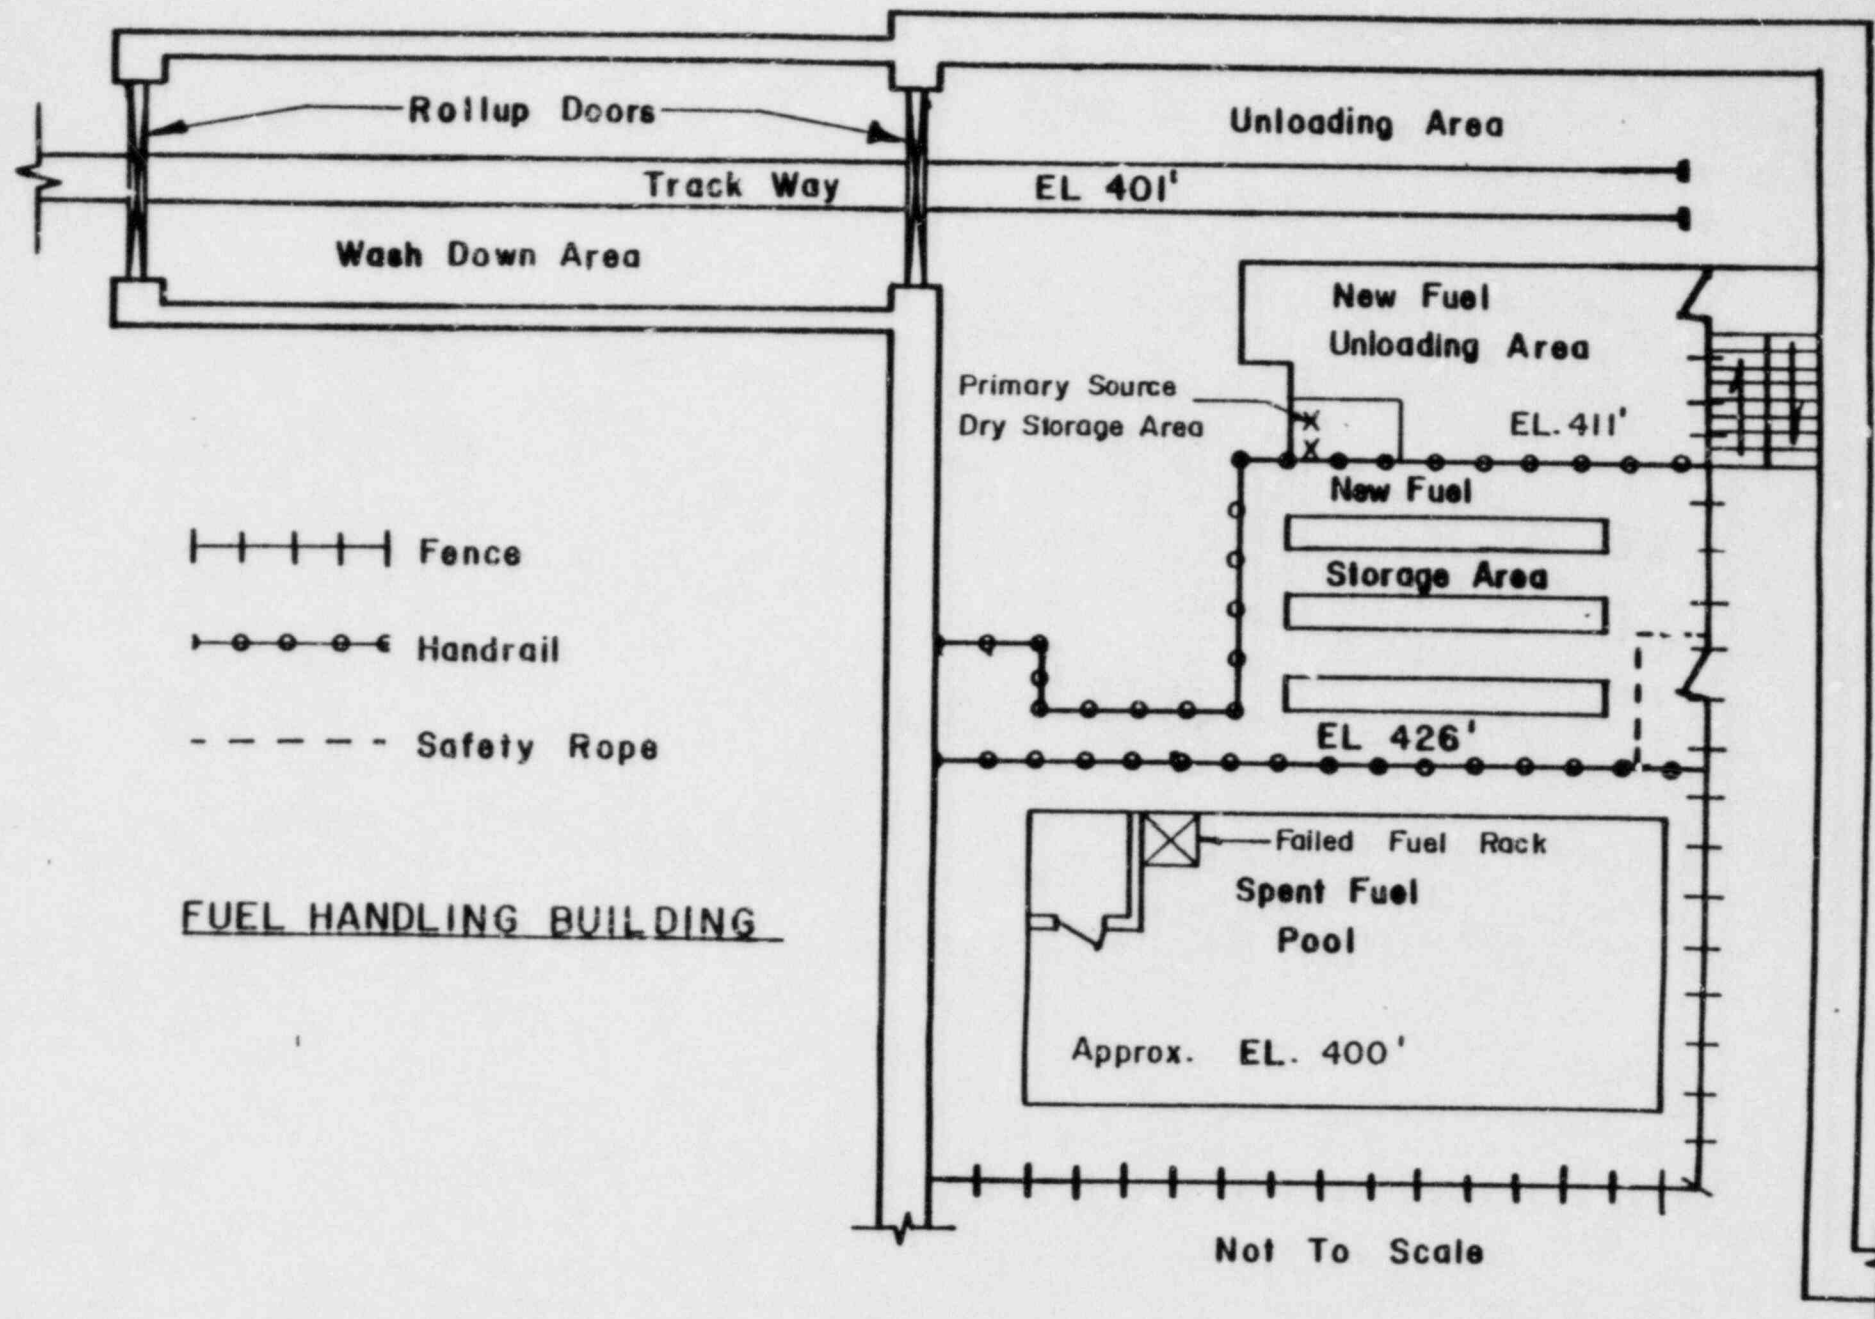 Rollup Doors
Unloading Area
Track Way
EL 401'
Wash Down Area
New Fuel
Unloading Area
Primary Source
Dry Storage Area
EL. 411'
New Fuel
Storage Area
EL 426'
Fence
Handrail
Safety Rope
Failed Fuel Rack
Spent Fuel
Pool
FUEL HANDLING BUILDING
Approx. EL. 400'
Not To Scale